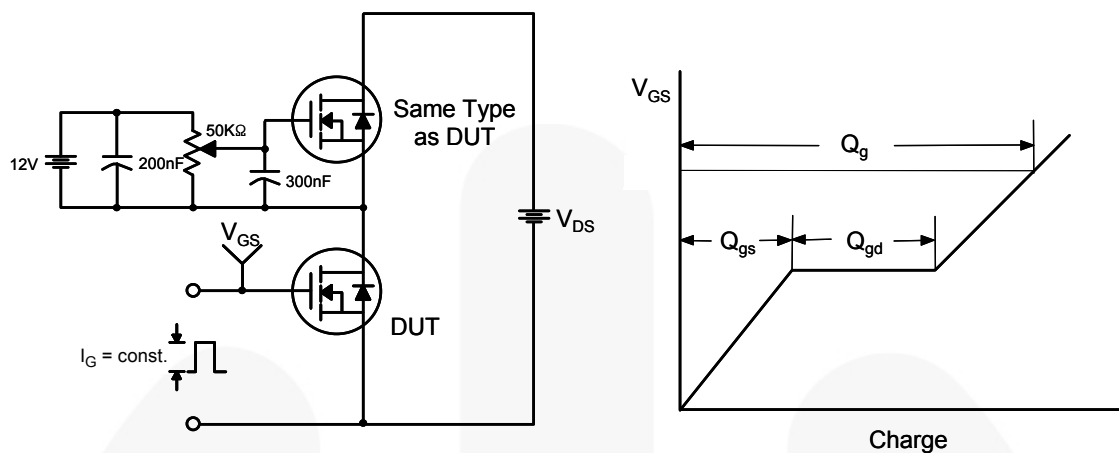 12V
200nF
50KΩ
300nF
Same Type
as DUT
V_GS
DUT
I_G = const.
V_DS
V_GS
Q_g
Q_gs
Q_gd
Charge